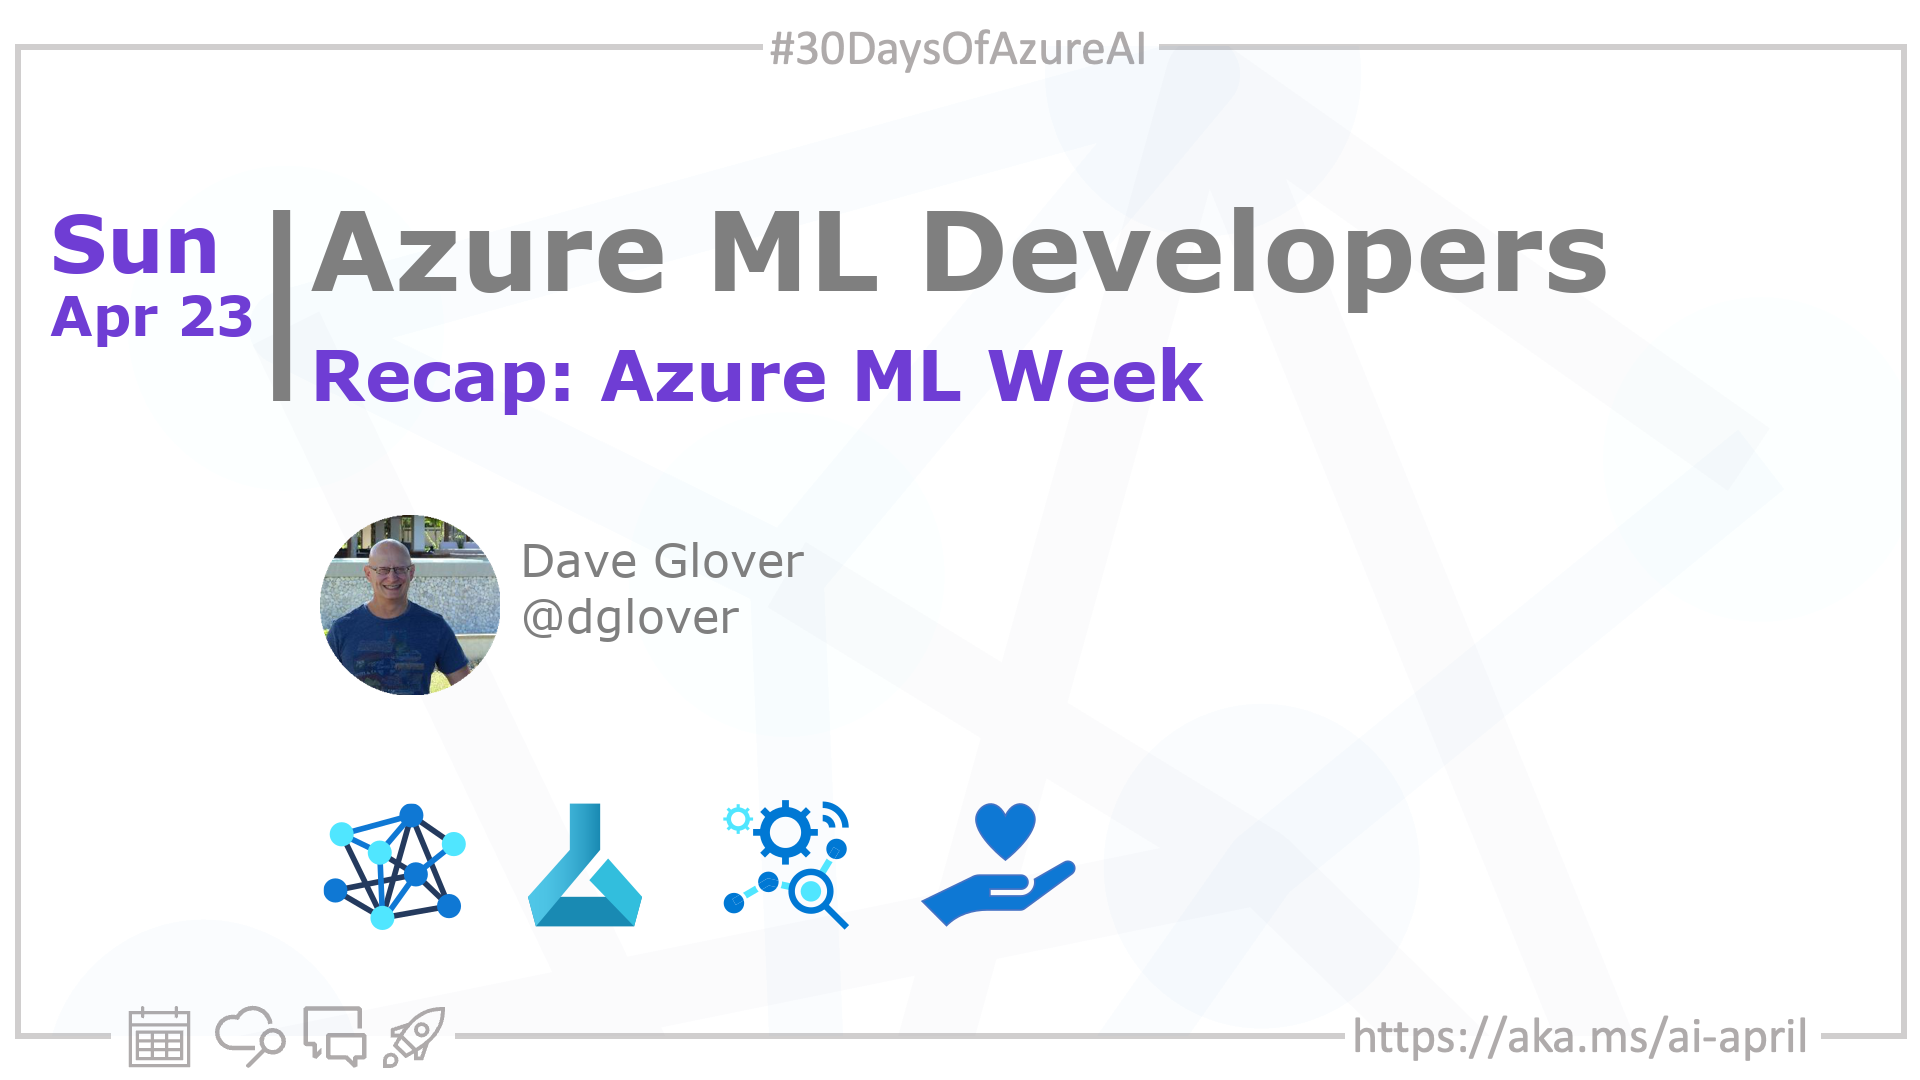 #30DaysOfAzureAI
Sun
Apr 23
Azure ML Developers
Recap: Azure ML Week
Dave Glover
@dglover
https://aka.ms/ai-april